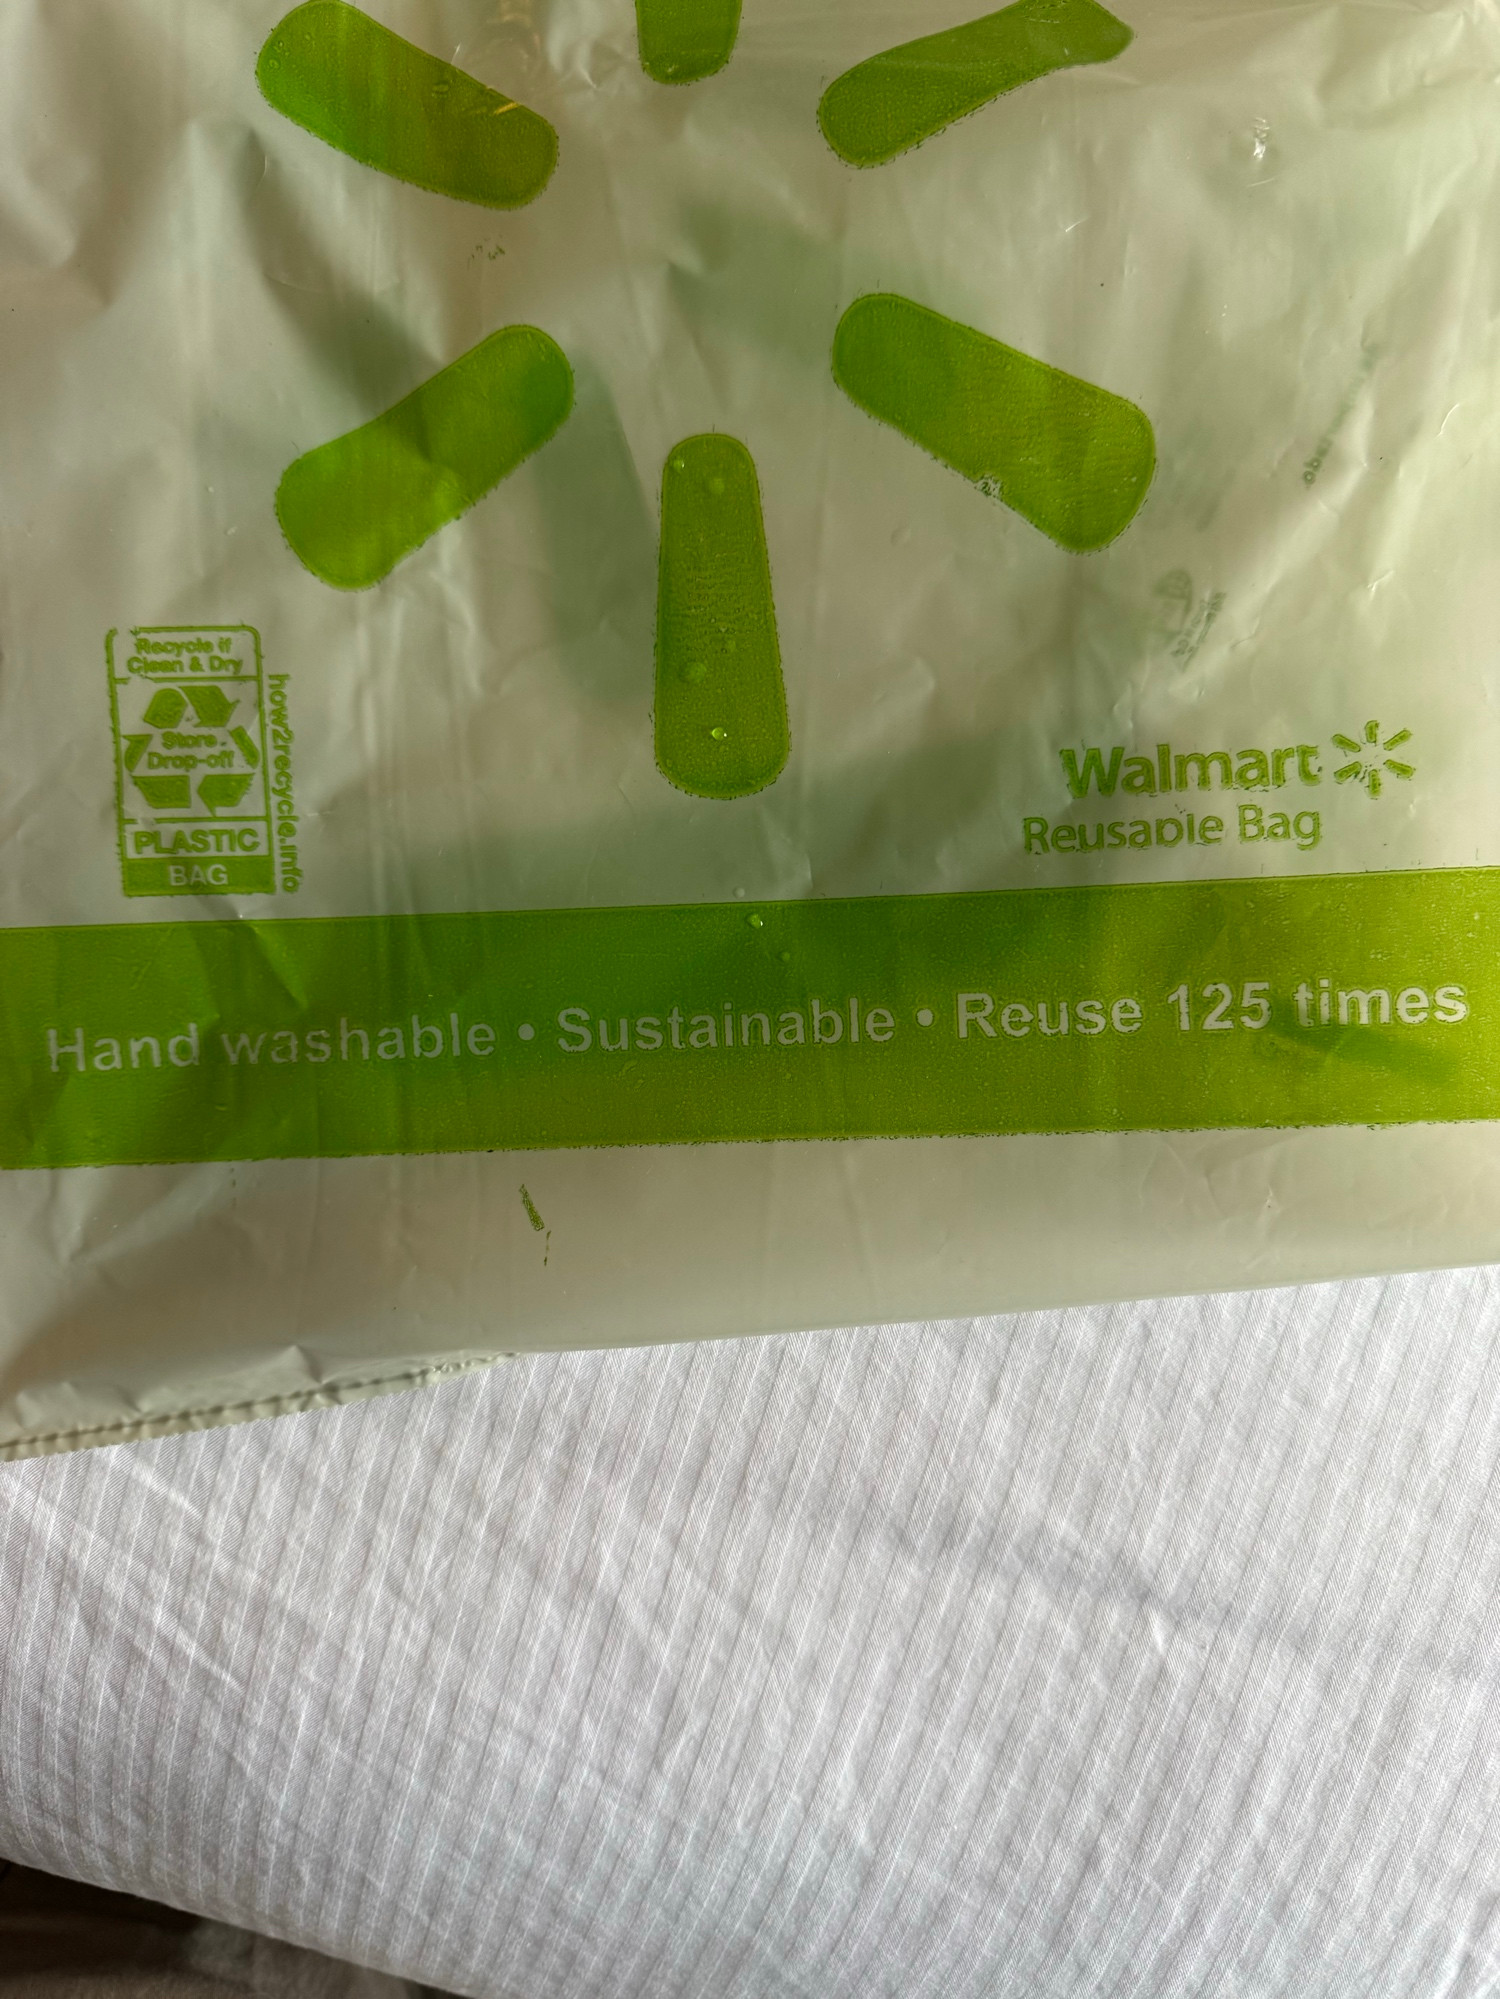 Recycle if
Clean & Dry
Store
Drop-off
PLASTIC
BAG
how2recycle.info
Walmart
Reusable Bag
Hand washable • Sustainable • Reuse 125 times